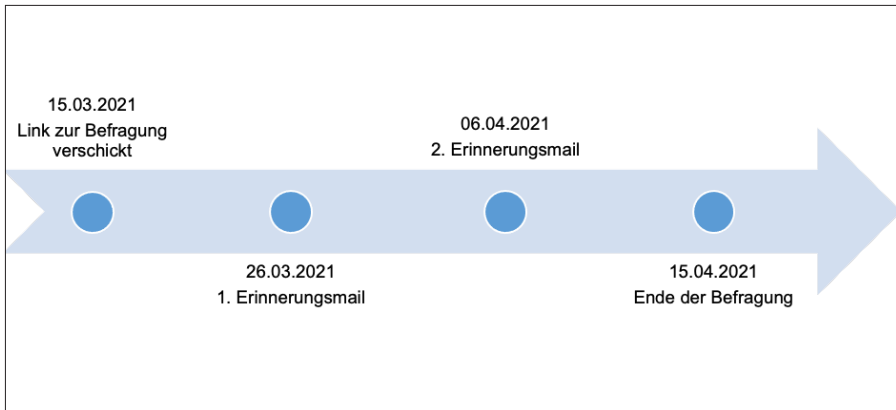 15.03.2021
Link zur Befragung
verschickt
26.03.2021
1. Erinnerungsmail
06.04.2021
2. Erinnerungsmail
15.04.2021
Ende der Befragung